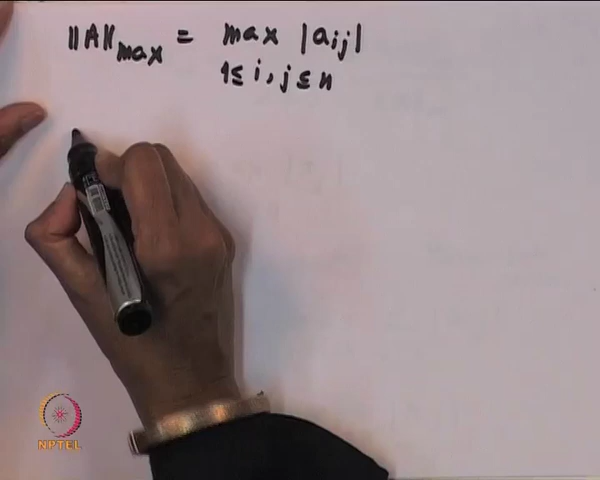 ||A||max = max |aij|
1≤ i, j ≤ n
NPTEL